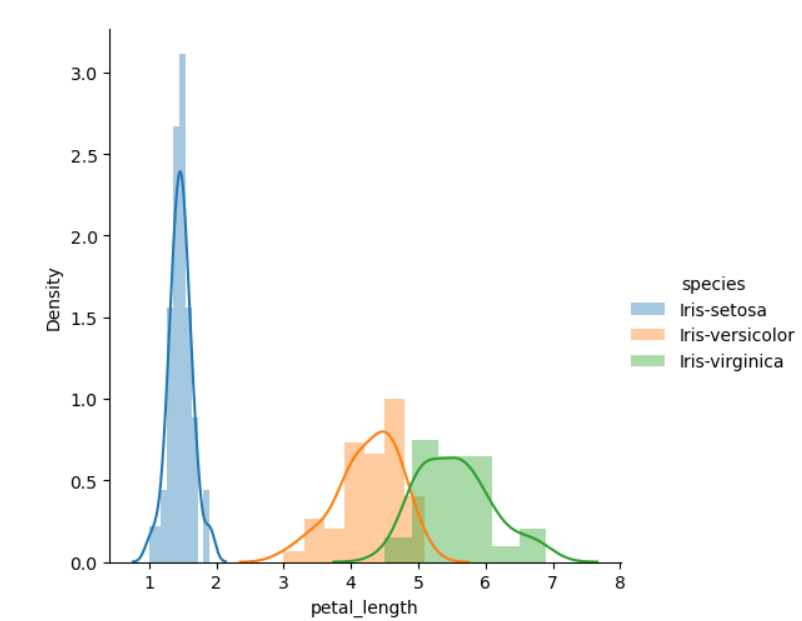 3.0
2.5
2.0
1.5
1.0
0.5
0.0
Density
1 2 3 4 5 6 7 8
petal_length
species
Iris-setosa
Iris-versicolor
Iris-virginica